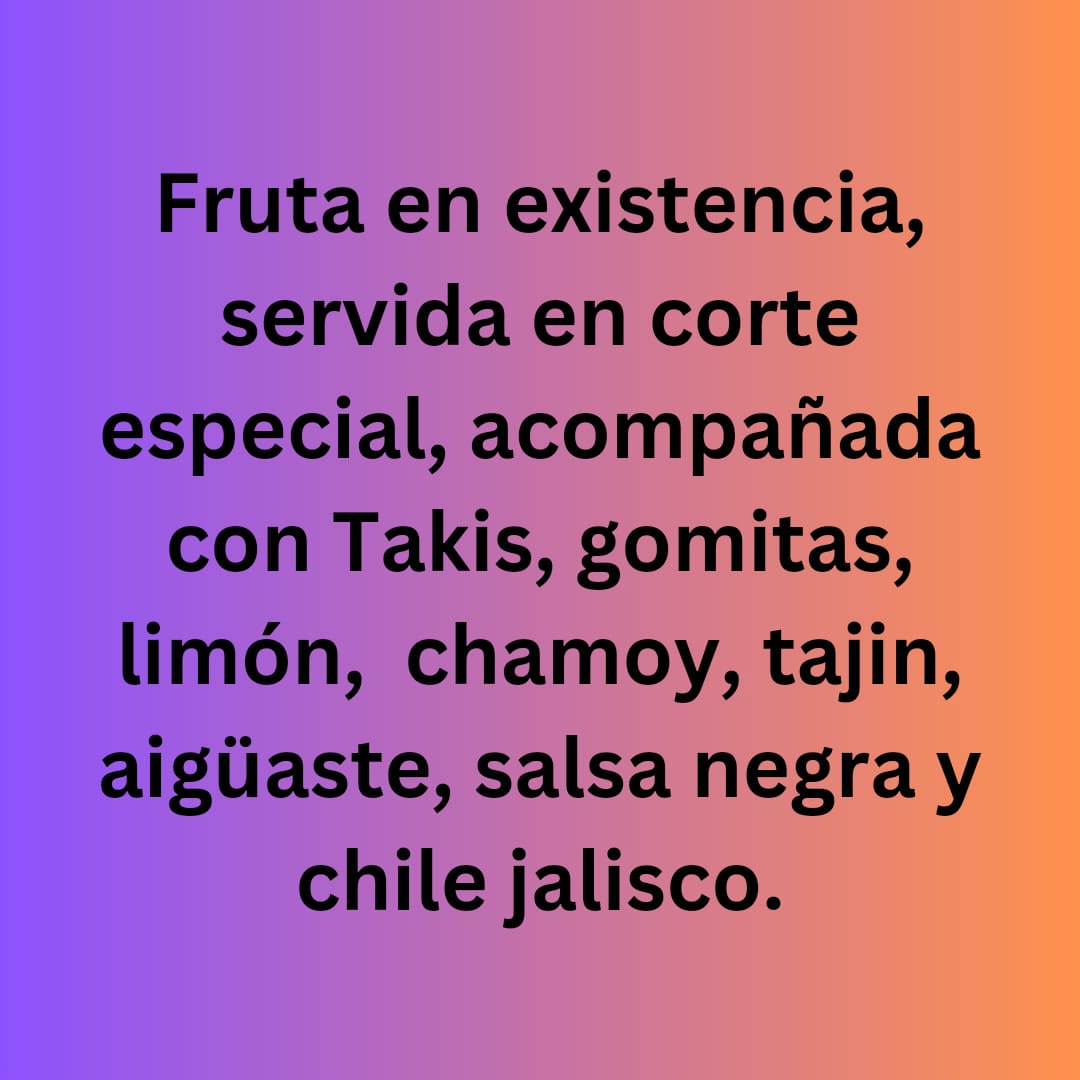 Fruta en existencia,
servida en corte
especial, acompañada
con Takis, gomitas,
limón,  chamoy, tajin,
aigüaste, salsa negra y
chile jalisco.